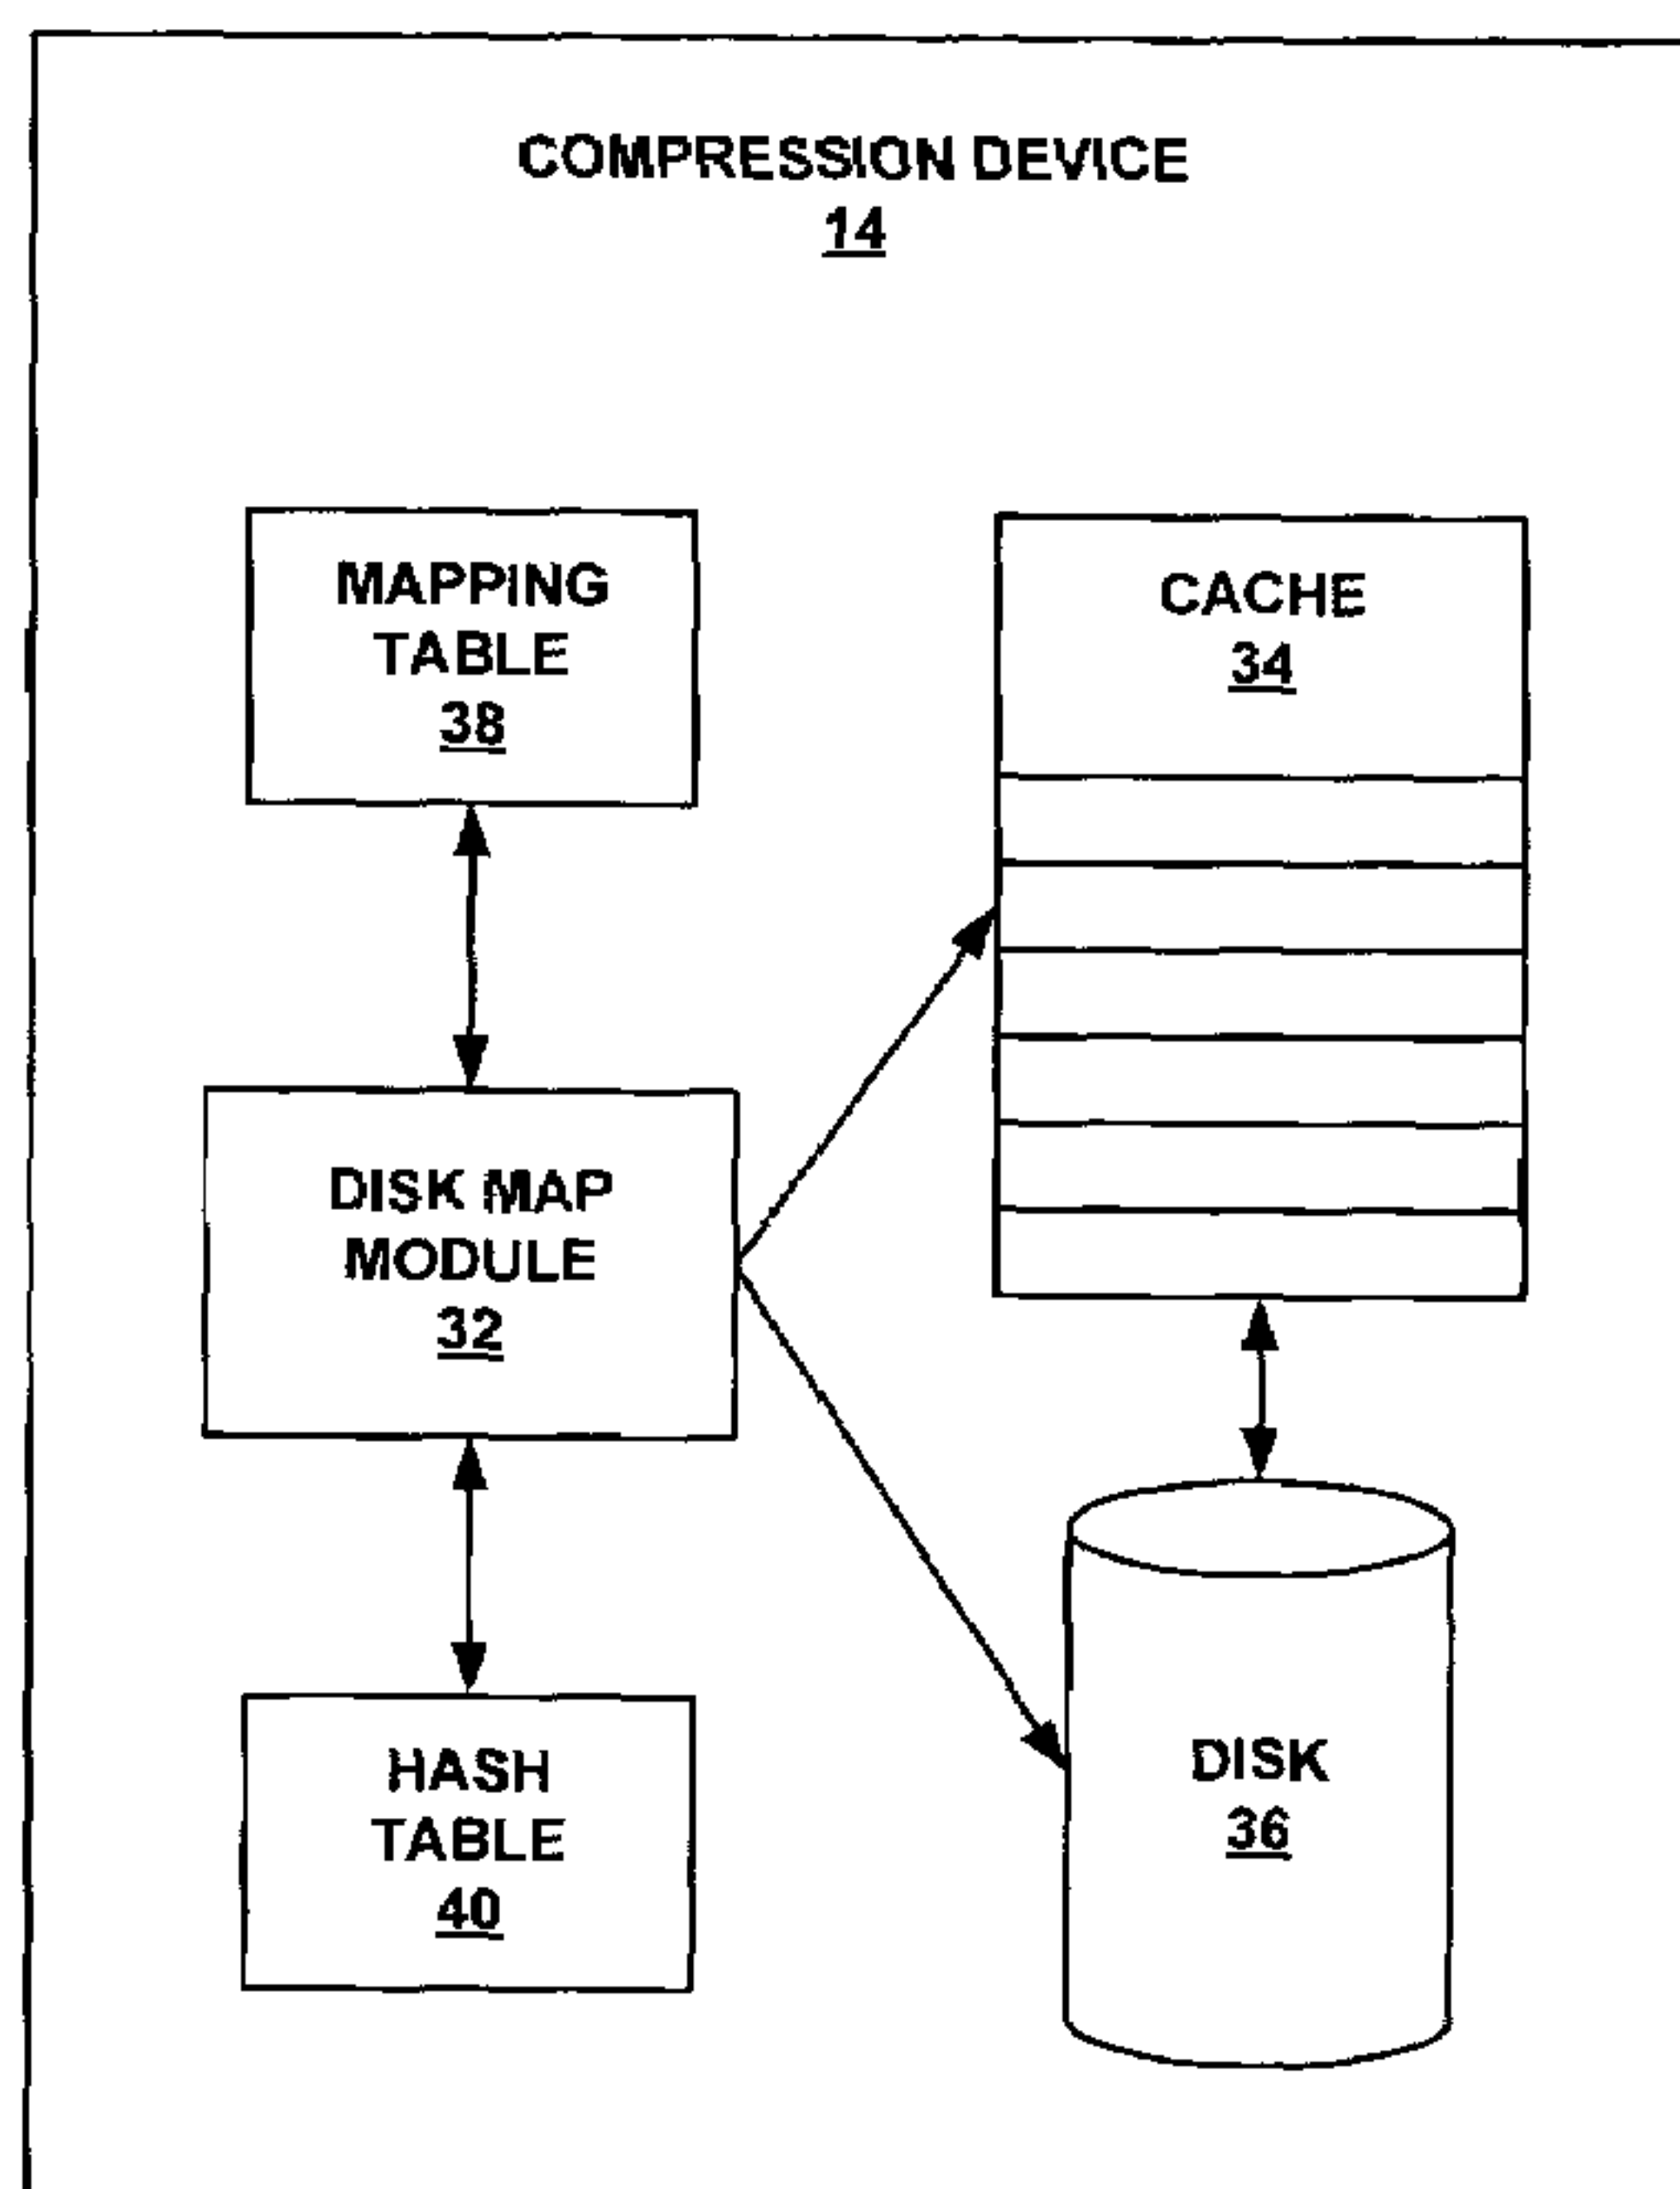 COMPRESSION DEVICE
14
MAPPING
TABLE
38
CACHE
34
DISK MAP
MODULE
32
HASH
TABLE
40
DISK
36